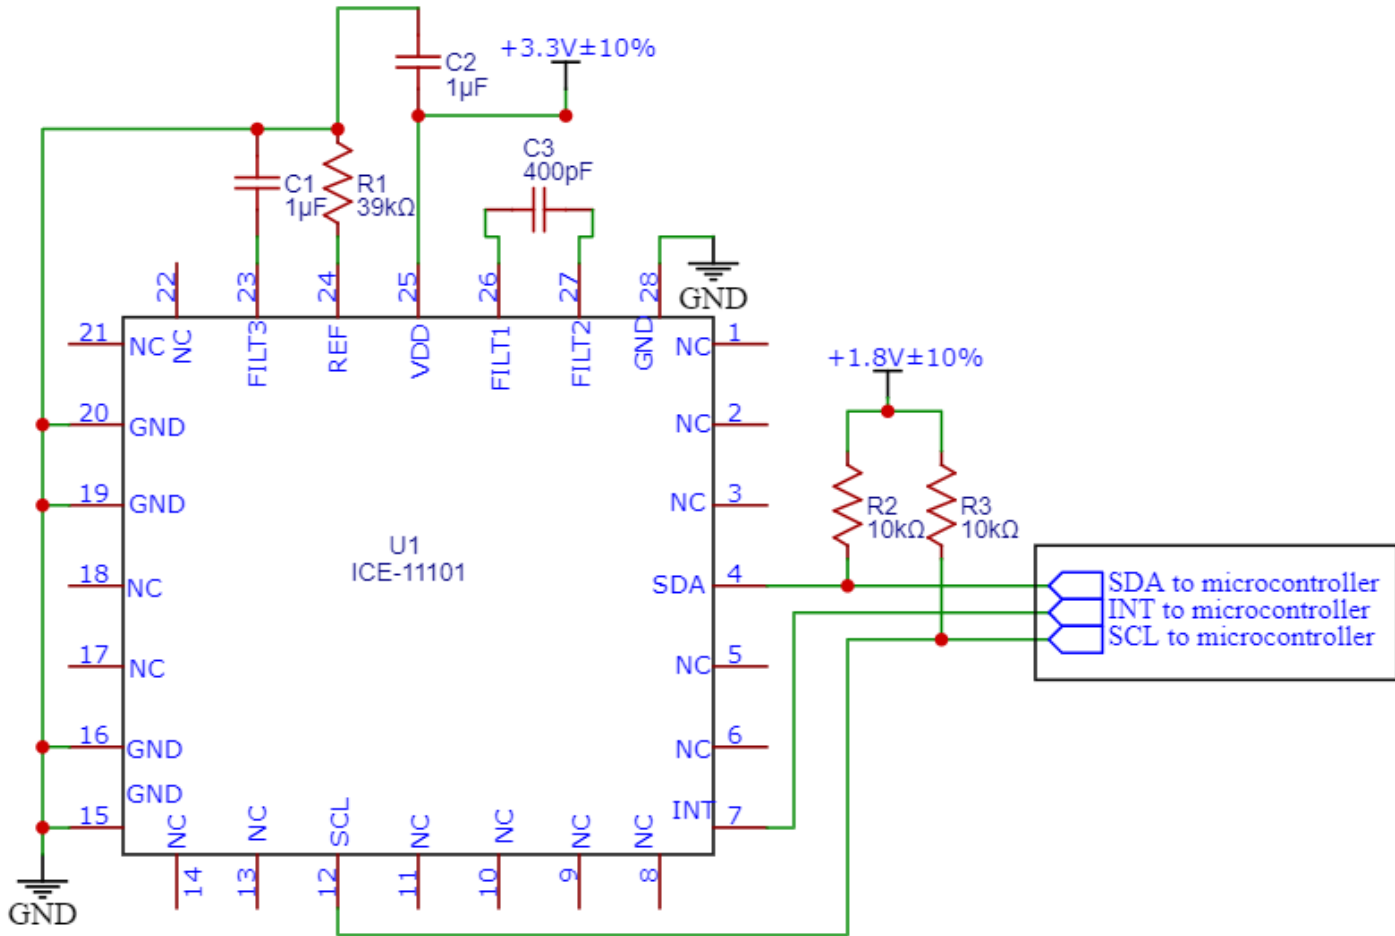 +3.3V±10%
C2
1µF
C3
400pF
C1
1µF
R1
39kΩ
22
23
24
25
26
27
28
GND
NC
FILT3
REF
VDD
FILT1
FILT2
GND
21
NC
1
NC
+1.8V±10%
20
GND
2
NC
19
GND
3
NC
R2
10kΩ
R3
10kΩ
U1
ICE-11101
18
NC
SDA
4
SDA to microcontroller
INT to microcontroller
SCL to microcontroller
17
NC
NC
5
16
GND
NC
6
GND
15
INT
7
NC
NC
SCL
NC
NC
NC
NC
14
13
12
11
10
9
8
GND